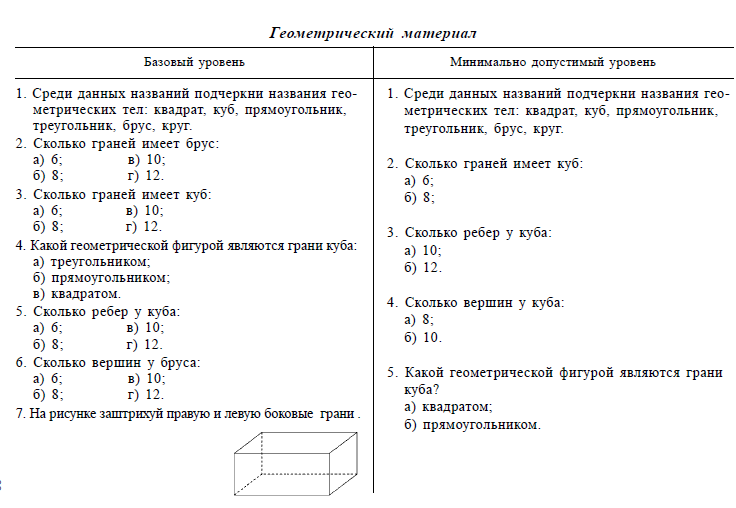 Геометрический материал
Базовый уровень
1. Среди данных названий подчеркни названия гео-
метрических тел: квадрат, куб, прямоугольник,
треугольник, брус, круг.
2. Сколько граней имеет брус:
а) 6; в) 10;
б) 8; г) 12.
3. Сколько граней имеет куб:
а) 6; в) 10;
б) 8; г) 12.
4. Какой геометрической фигурой являются грани куба:
а) треугольником;
б) прямоугольником;
в) квадратом.
5. Сколько ребер у куба:
а) 6; в) 10;
б) 8; г) 12.
6. Сколько вершин у бруса:
а) 6; в) 10;
б) 8; г) 12.
7. На рисунке заштрихуй правую и левую боковые грани .
Минимально допустимый уровень
1. Среди данных названий подчеркни названия гео-
метрических тел: квадрат, куб, прямоугольник,
треугольник, брус, круг.
2. Сколько граней имеет куб:
а) 6;
б) 8;
3. Сколько ребер у куба:
а) 10;
б) 12.
4. Сколько вершин у куба:
а) 8;
б) 10.
5. Какой геометрической фигурой являются грани
куба?
а) квадратом;
б) прямоугольником.